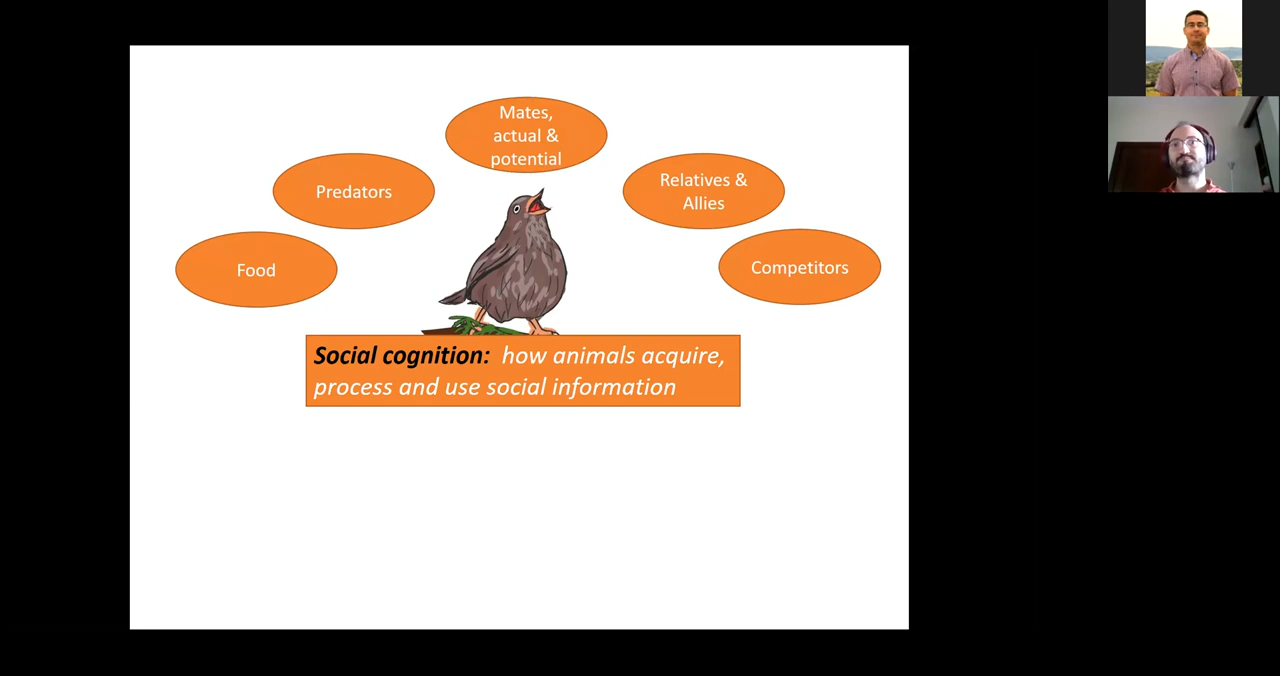 Mates,
actual &
potential
Predators
Relatives &
Allies
Food
Competitors
Social cognition: how animals acquire,
process and use social information